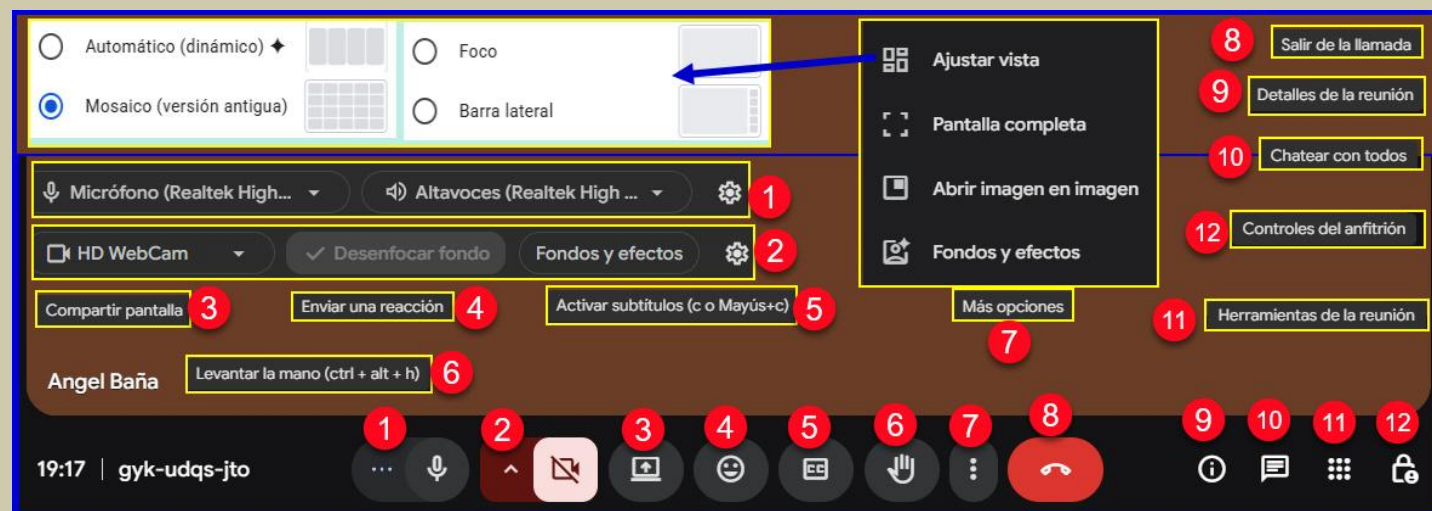 Automático (dinámico)
Foco
Mosaico (versión antigua)
Barra lateral
Ajustar vista
Pantalla completa
Abrir imagen en imagen
Fondos y efectos
8 Salir de la llamada
9 Detalles de la reunión
10 Chatear con todos
12 Controles del anfitrión
Micrófono (Realtek High... Altavoces (Realtek High ... 1
HD WebCam Desenfocar fondo Fondos y efectos 2
Compartir pantalla 3
Enviar una reacción 4
Activar subtítulos (c o Mayús+c) 5
Más opciones
7
11 Herramientas de la reunión
Angel Baña
Levantar la mano (ctrl + alt + h) 6
1 2 3 4 5 6 7 8 9 10 11 12
19:17 | gyk-udqs-jto
CC